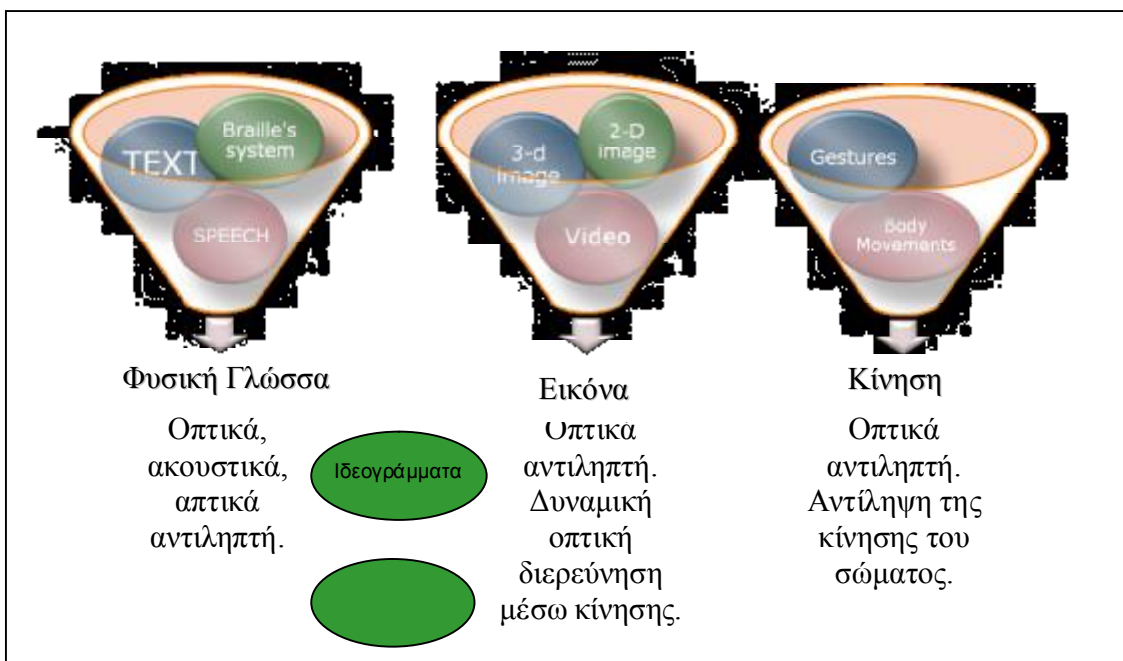 TEXT
Braille's
system
SPEECH
3-d
image
2-D
image
Video
Gestures
Body
Movements
Φυσική Γλώσσα
Οπτικά,
ακουστικά,
απτικά
αντιληπτή.
Ιδεογράμματα
Εικόνα
Οπτικά
αντιληπτή.
Δυναμική
οπτική
διερεύνηση
μέσω κίνησης.
Κίνηση
Οπτικά
αντιληπτή.
Αντίληψη της
κίνησης του
σώματος.